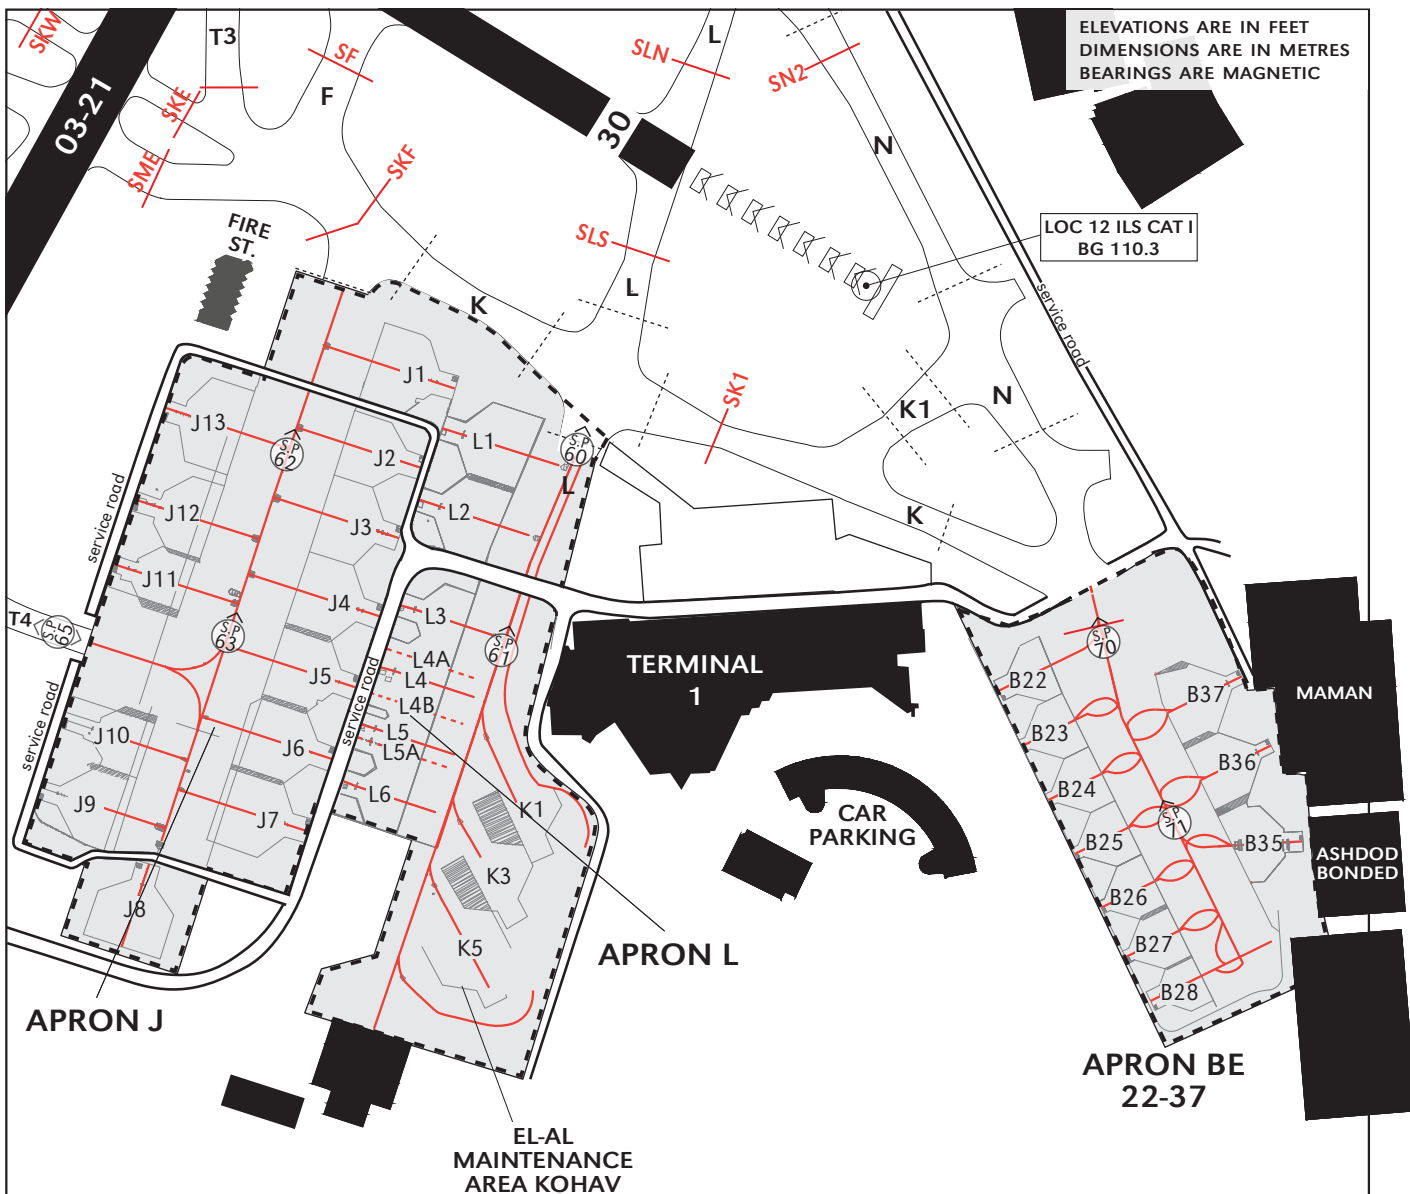 ELEVATIONS ARE IN FEET
DIMENSIONS ARE IN METRES
BEARINGS ARE MAGNETIC
SKW
T3
SF
F
SLN
L
SN2
03-21
SKE
30
N
SME
SKF
FIRE
ST.
SLS
LOC 12 ILS CAT I
BG 110.3
L
K
service road
J1
SK1
K1
N
J13
L1
S.P
62
J2
S.P
60
L
service road
J12
J3
L2
K
J11
J4
L3
T4
S.P
65
S.P
63
S.P
61
S.P
70
J5
L4A
L4
L4B
TERMINAL
1
B22
B37
MAMAN
service road
service road
J10
J6
L5
L5A
B23
B36
J9
J7
L6
K1
B24
CAR
PARKING
S.P
71
B25
B35
ASHDOD
BONDED
K3
J8
B26
K5
B27
APRON L
B28
APRON J
APRON BE
22-37
EL-AL
MAINTENANCE
AREA KOHAV